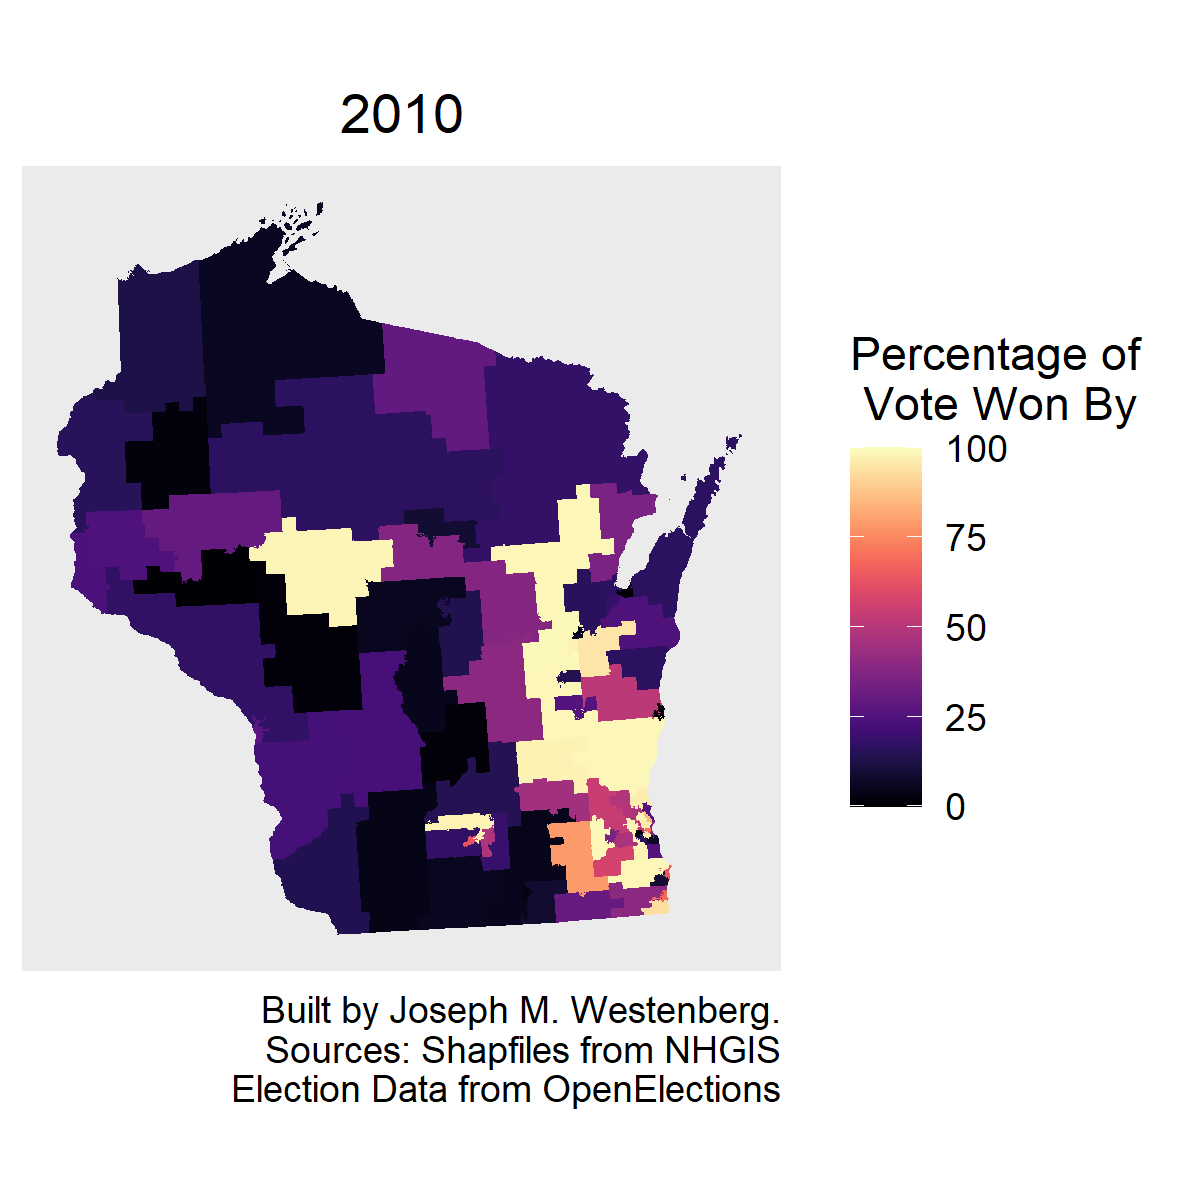 2010
Percentage of
Vote Won By
100
75
50
25
0
Built by Joseph M. Westenberg.
Sources: Shapfiles from NHGIS
Election Data from OpenElections